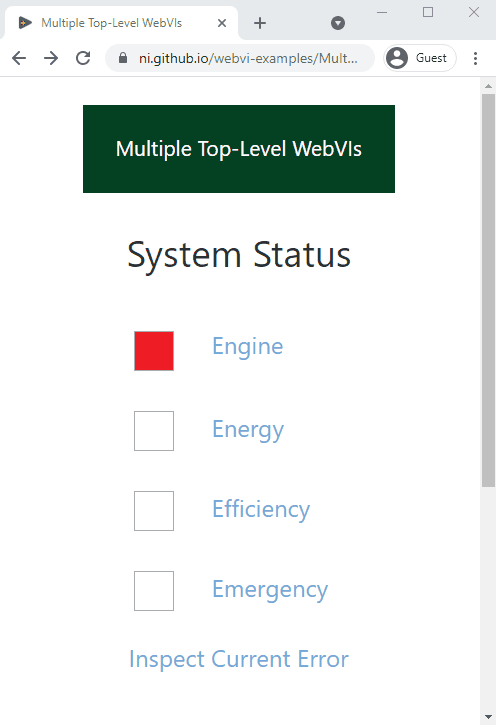 Multiple Top-Level WebVIs
ni.github.io/webvi-examples/Mult...
Guest
Multiple Top-Level WebVIs
System Status
Engine
Energy
Efficiency
Emergency
Inspect Current Error